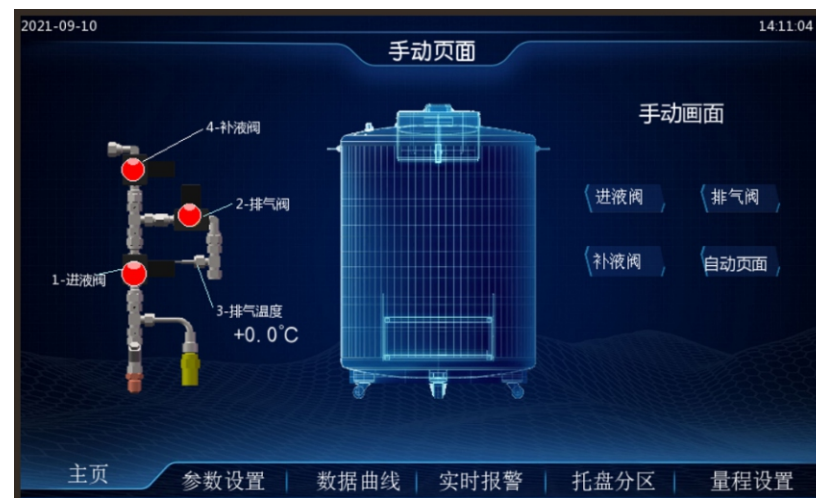 2021-09-10
14:11:04
手动页面
手动画面
4-补液阀
2-排气阀
1-进液阀
3-排气温度
+0.0℃
进液阀
排气阀
补液阀
自动页面
主页
参数设置
数据曲线
实时报警
托盘分区
量程设置